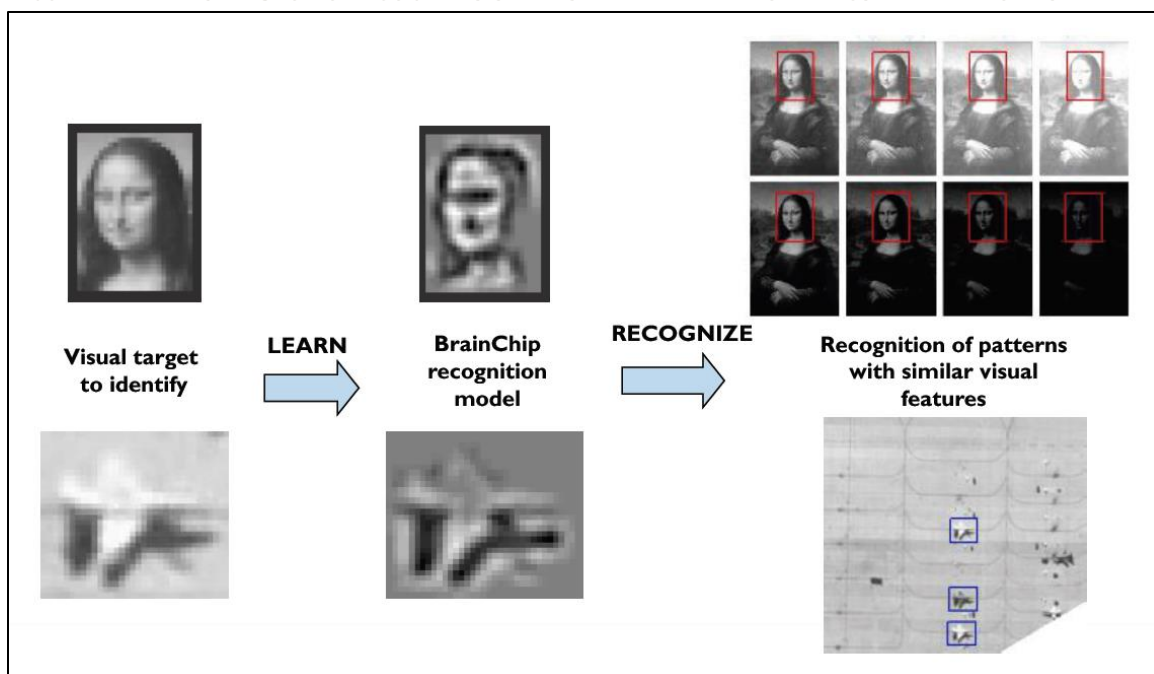 Visual target
to identify
LEARN
BrainChip
recognition
model
RECOGNIZE
Recognition of patterns
with similar visual
features